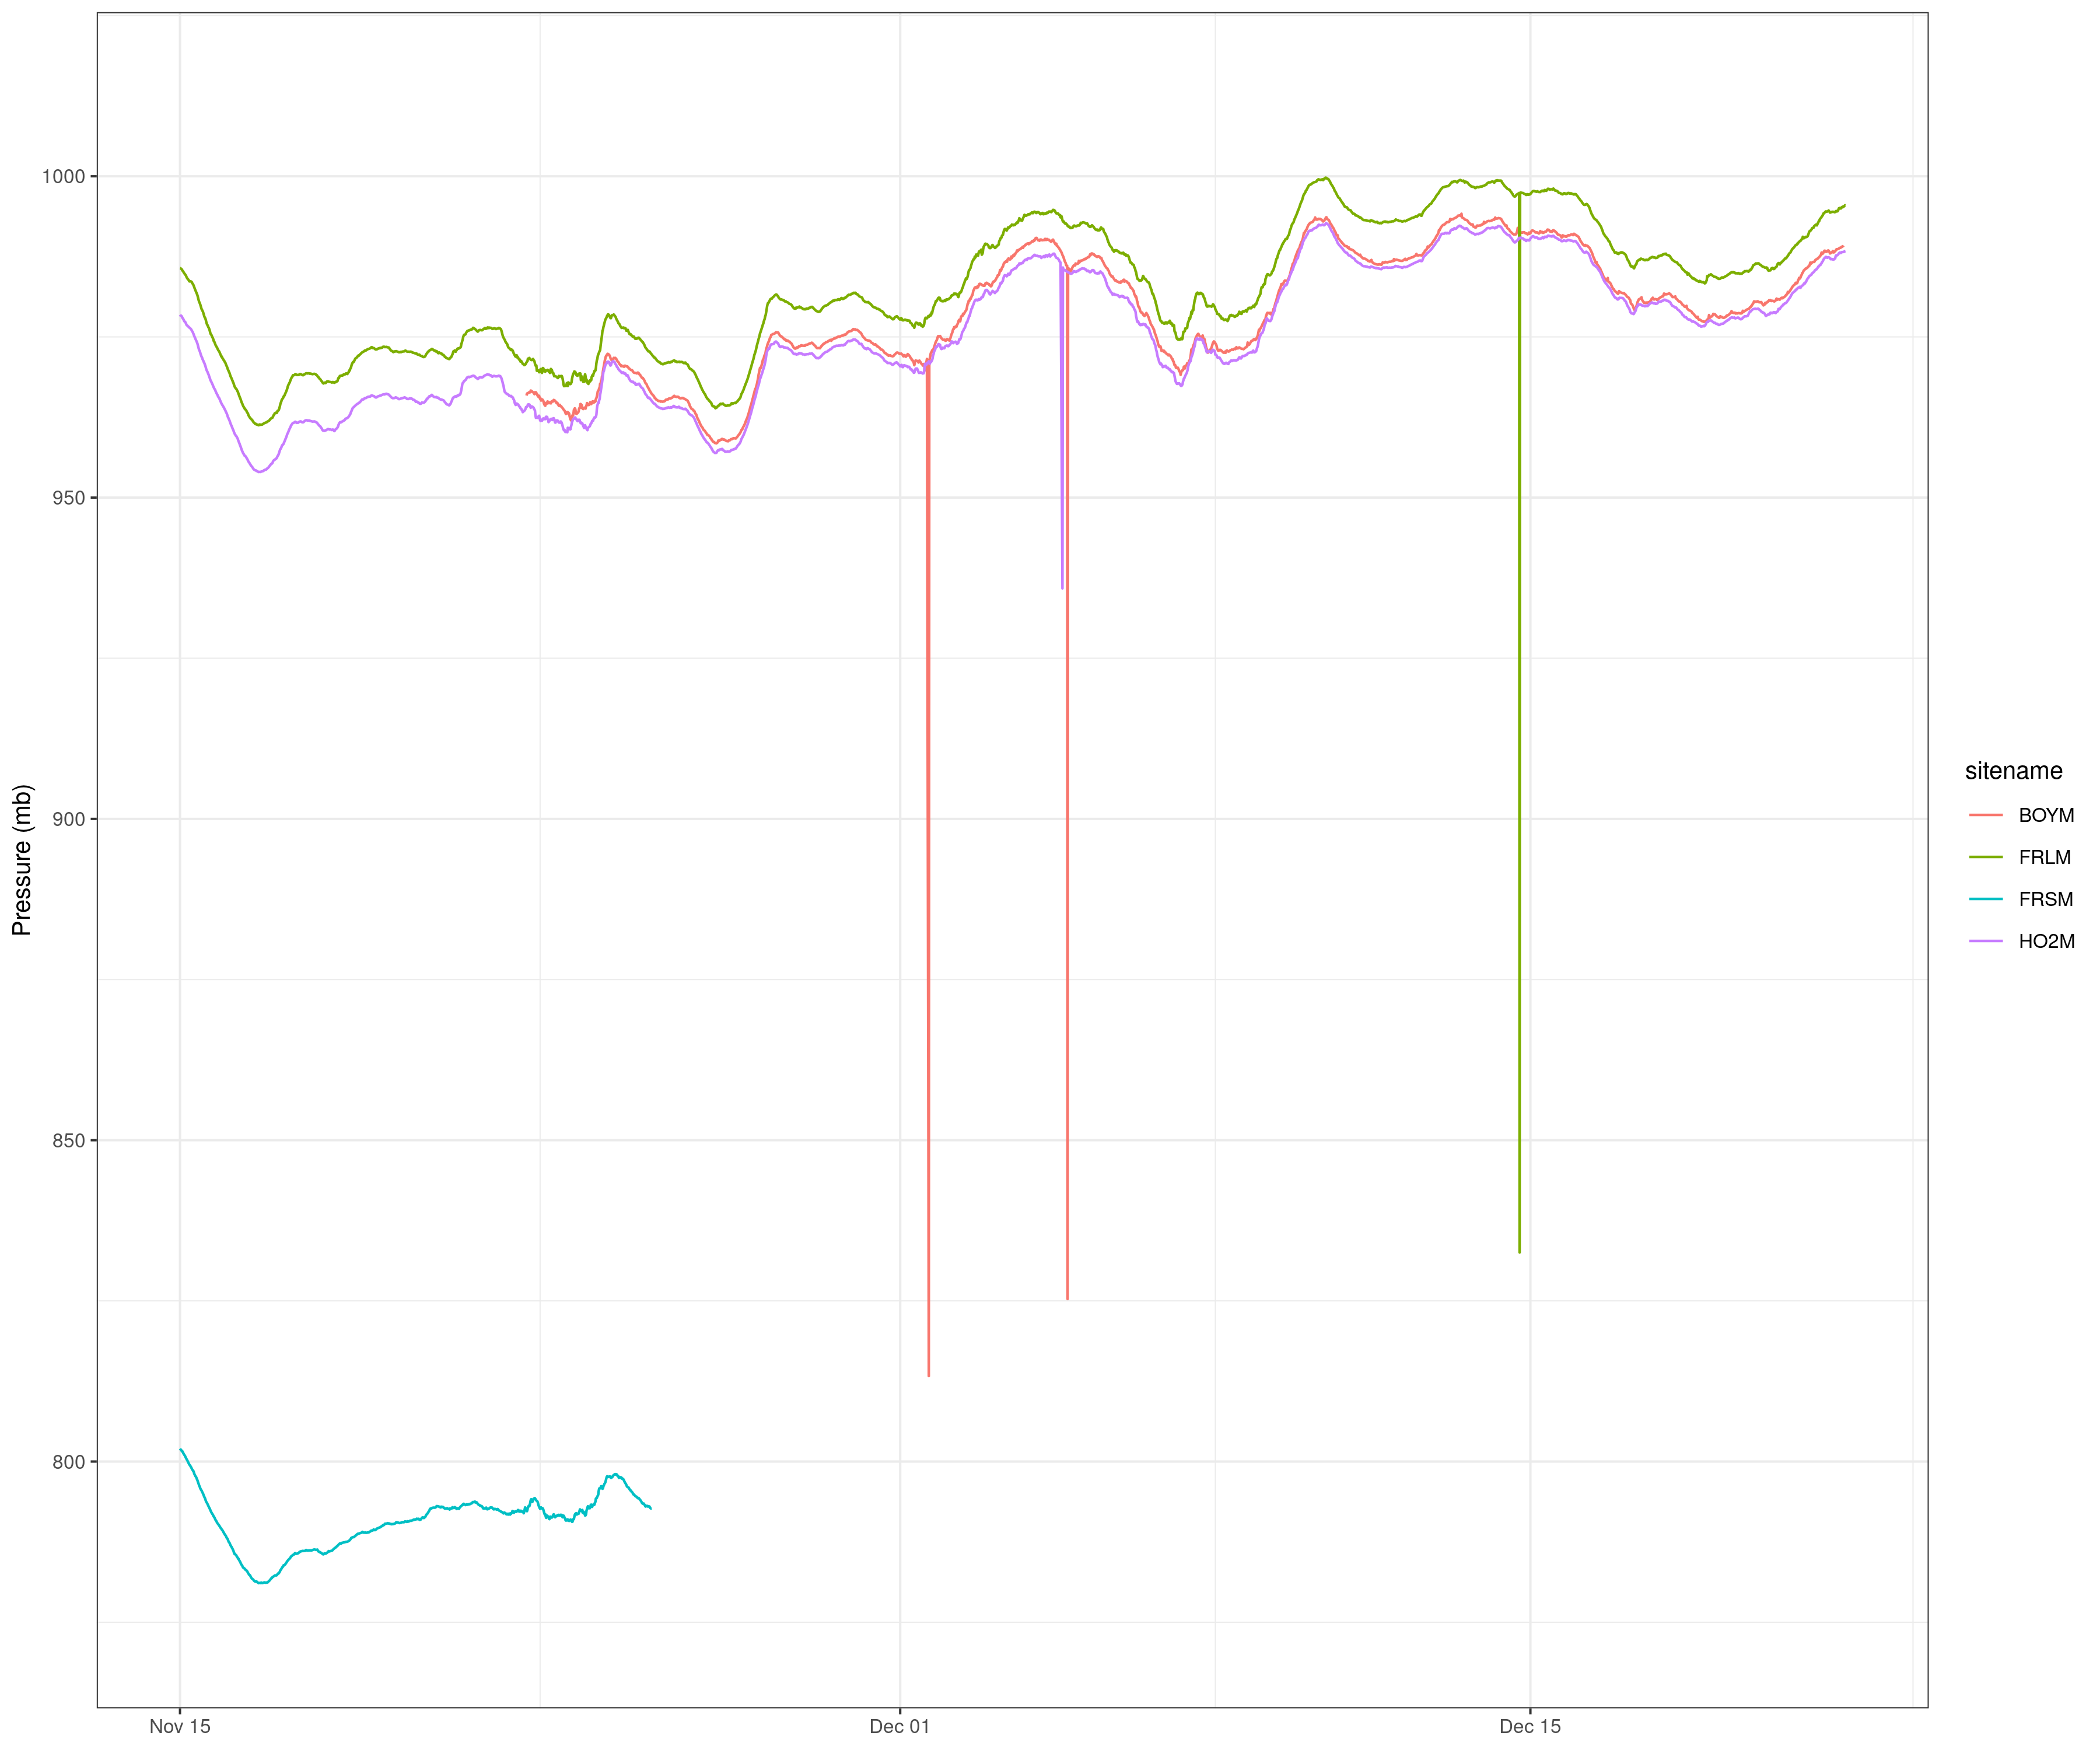 1000
950
900
850
800
Pressure (mb)
Nov 15
Dec 01
Dec 15
sitename
BOYM
FRLM
FRSM
HO2M